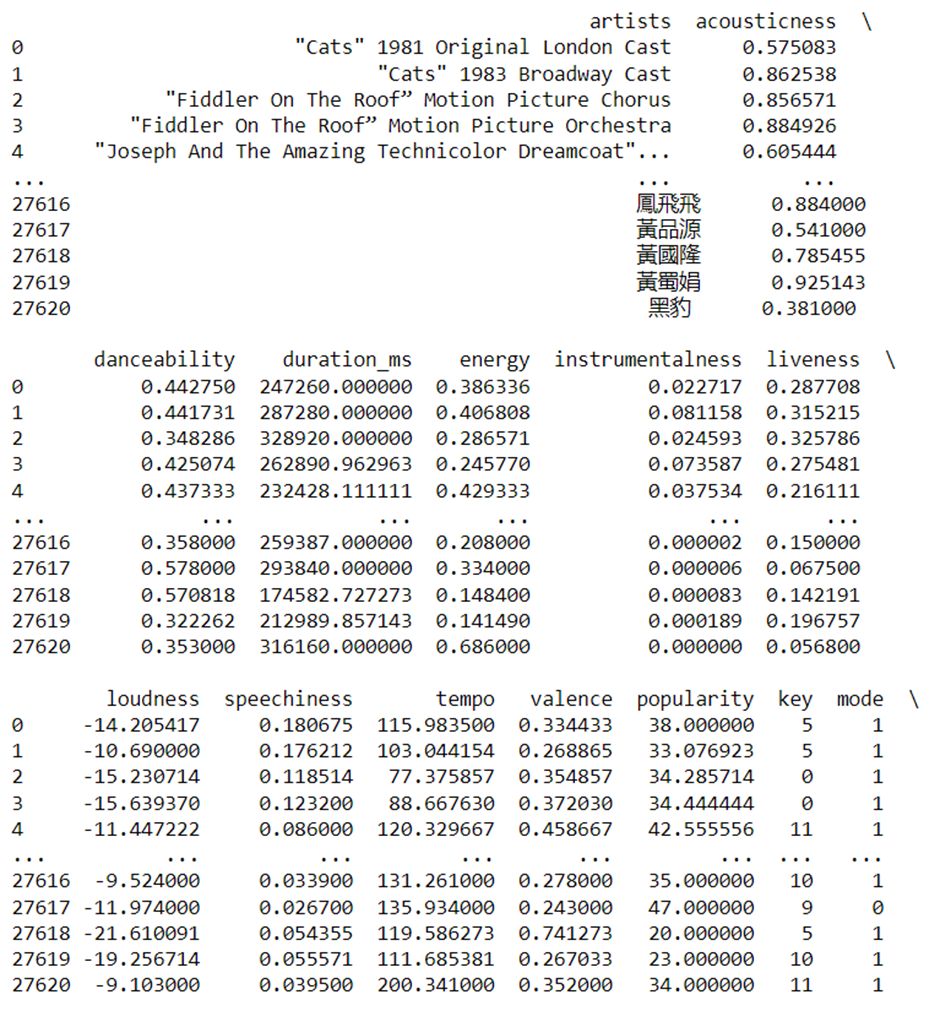 artists acousticness \
0 "Cats" 1981 Original London Cast 0.575083
1 "Cats" 1983 Broadway Cast 0.862538
2 "Fiddler On The Roof” Motion Picture Chorus 0.856571
3 "Fiddler On The Roof” Motion Picture Orchestra 0.884926
4 "Joseph And The Amazing Technicolor Dreamcoat"... 0.605444
... ... ...
27616 鳳飛飛 0.884000
27617 黃品源 0.541000
27618 黃國隆 0.785455
27619 黃蜀娟 0.925143
27620 黑豹 0.381000
danceability duration_ms energy instrumentalness liveness \
0 0.442750 247260.000000 0.386336 0.022717 0.287708
1 0.441731 287280.000000 0.406808 0.081158 0.315215
2 0.348286 328920.000000 0.286571 0.024593 0.325786
3 0.425074 262890.962963 0.245770 0.073587 0.275481
4 0.437333 232428.111111 0.429333 0.037534 0.216111
... ... ... ... ... ...
27616 0.358000 259387.000000 0.208000 0.000002 0.150000
27617 0.578000 293840.000000 0.334000 0.000006 0.067500
27618 0.570818 174582.727273 0.148400 0.000083 0.142191
27619 0.322262 212989.857143 0.141490 0.000189 0.196757
27620 0.353000 316160.000000 0.686000 0.000000 0.056800
loudness speechiness tempo valence popularity key mode \
0 -14.205417 0.180675 115.983500 0.334433 38.000000 5 1
1 -10.690000 0.176212 103.044154 0.268865 33.076923 5 1
2 -15.230714 0.118514 77.375857 0.354857 34.285714 0 1
3 -15.639370 0.123200 88.667630 0.372030 34.444444 0 1
4 -11.447222 0.086000 120.329667 0.458667 42.555556 11 1
... ... ... ... ... ... ... ...
27616 -9.524000 0.033900 131.261000 0.278000 35.000000 10 1
27617 -11.974000 0.026700 135.934000 0.243000 47.000000 9 0
27618 -21.610091 0.054355 119.586273 0.741273 20.000000 5 1
27619 -19.256714 0.055571 111.685381 0.267033 23.000000 10 1
27620 -9.103000 0.039500 200.341000 0.352000 34.000000 11 1